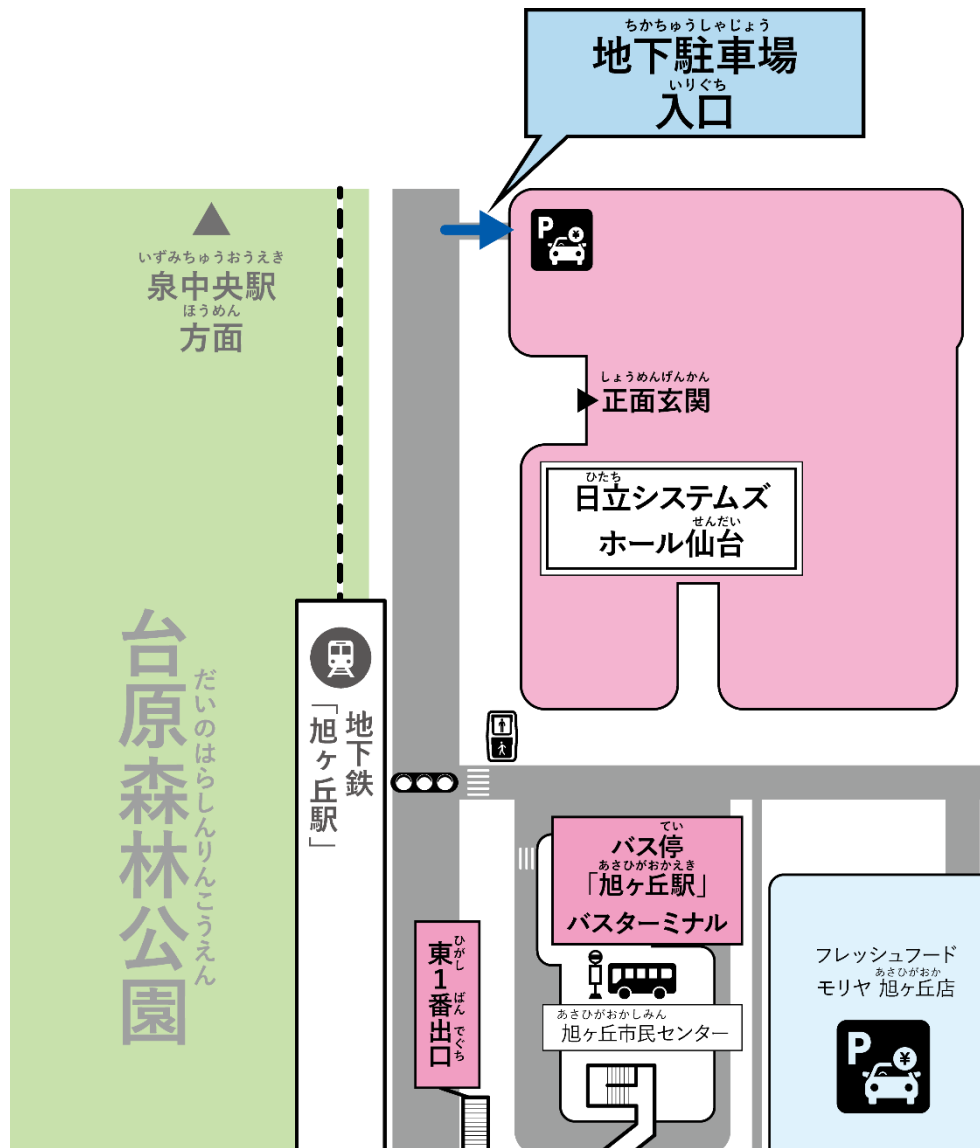 ちかちゅうしゃじょう
地下駐車場
いりぐち
入口
P
¥
いずみちゅうおうえき
泉中央駅
ほうめん
方面
しょうめんげんかん
正面玄関
ひたち
日立システムズ
せんだい
ホール仙台
台原森林公園
だいのはらしんりんこうえん
地下鉄
「旭ヶ丘駅」
てい
バス停
あさひがおかえき
「旭ヶ丘駅」
バスターミナル
東1番出口
ひがし ばん でぐち
あさひがおかしみん
旭ヶ丘市民センター
フレッシュフード
あさひがおか
モリヤ 旭ヶ丘店
P
¥